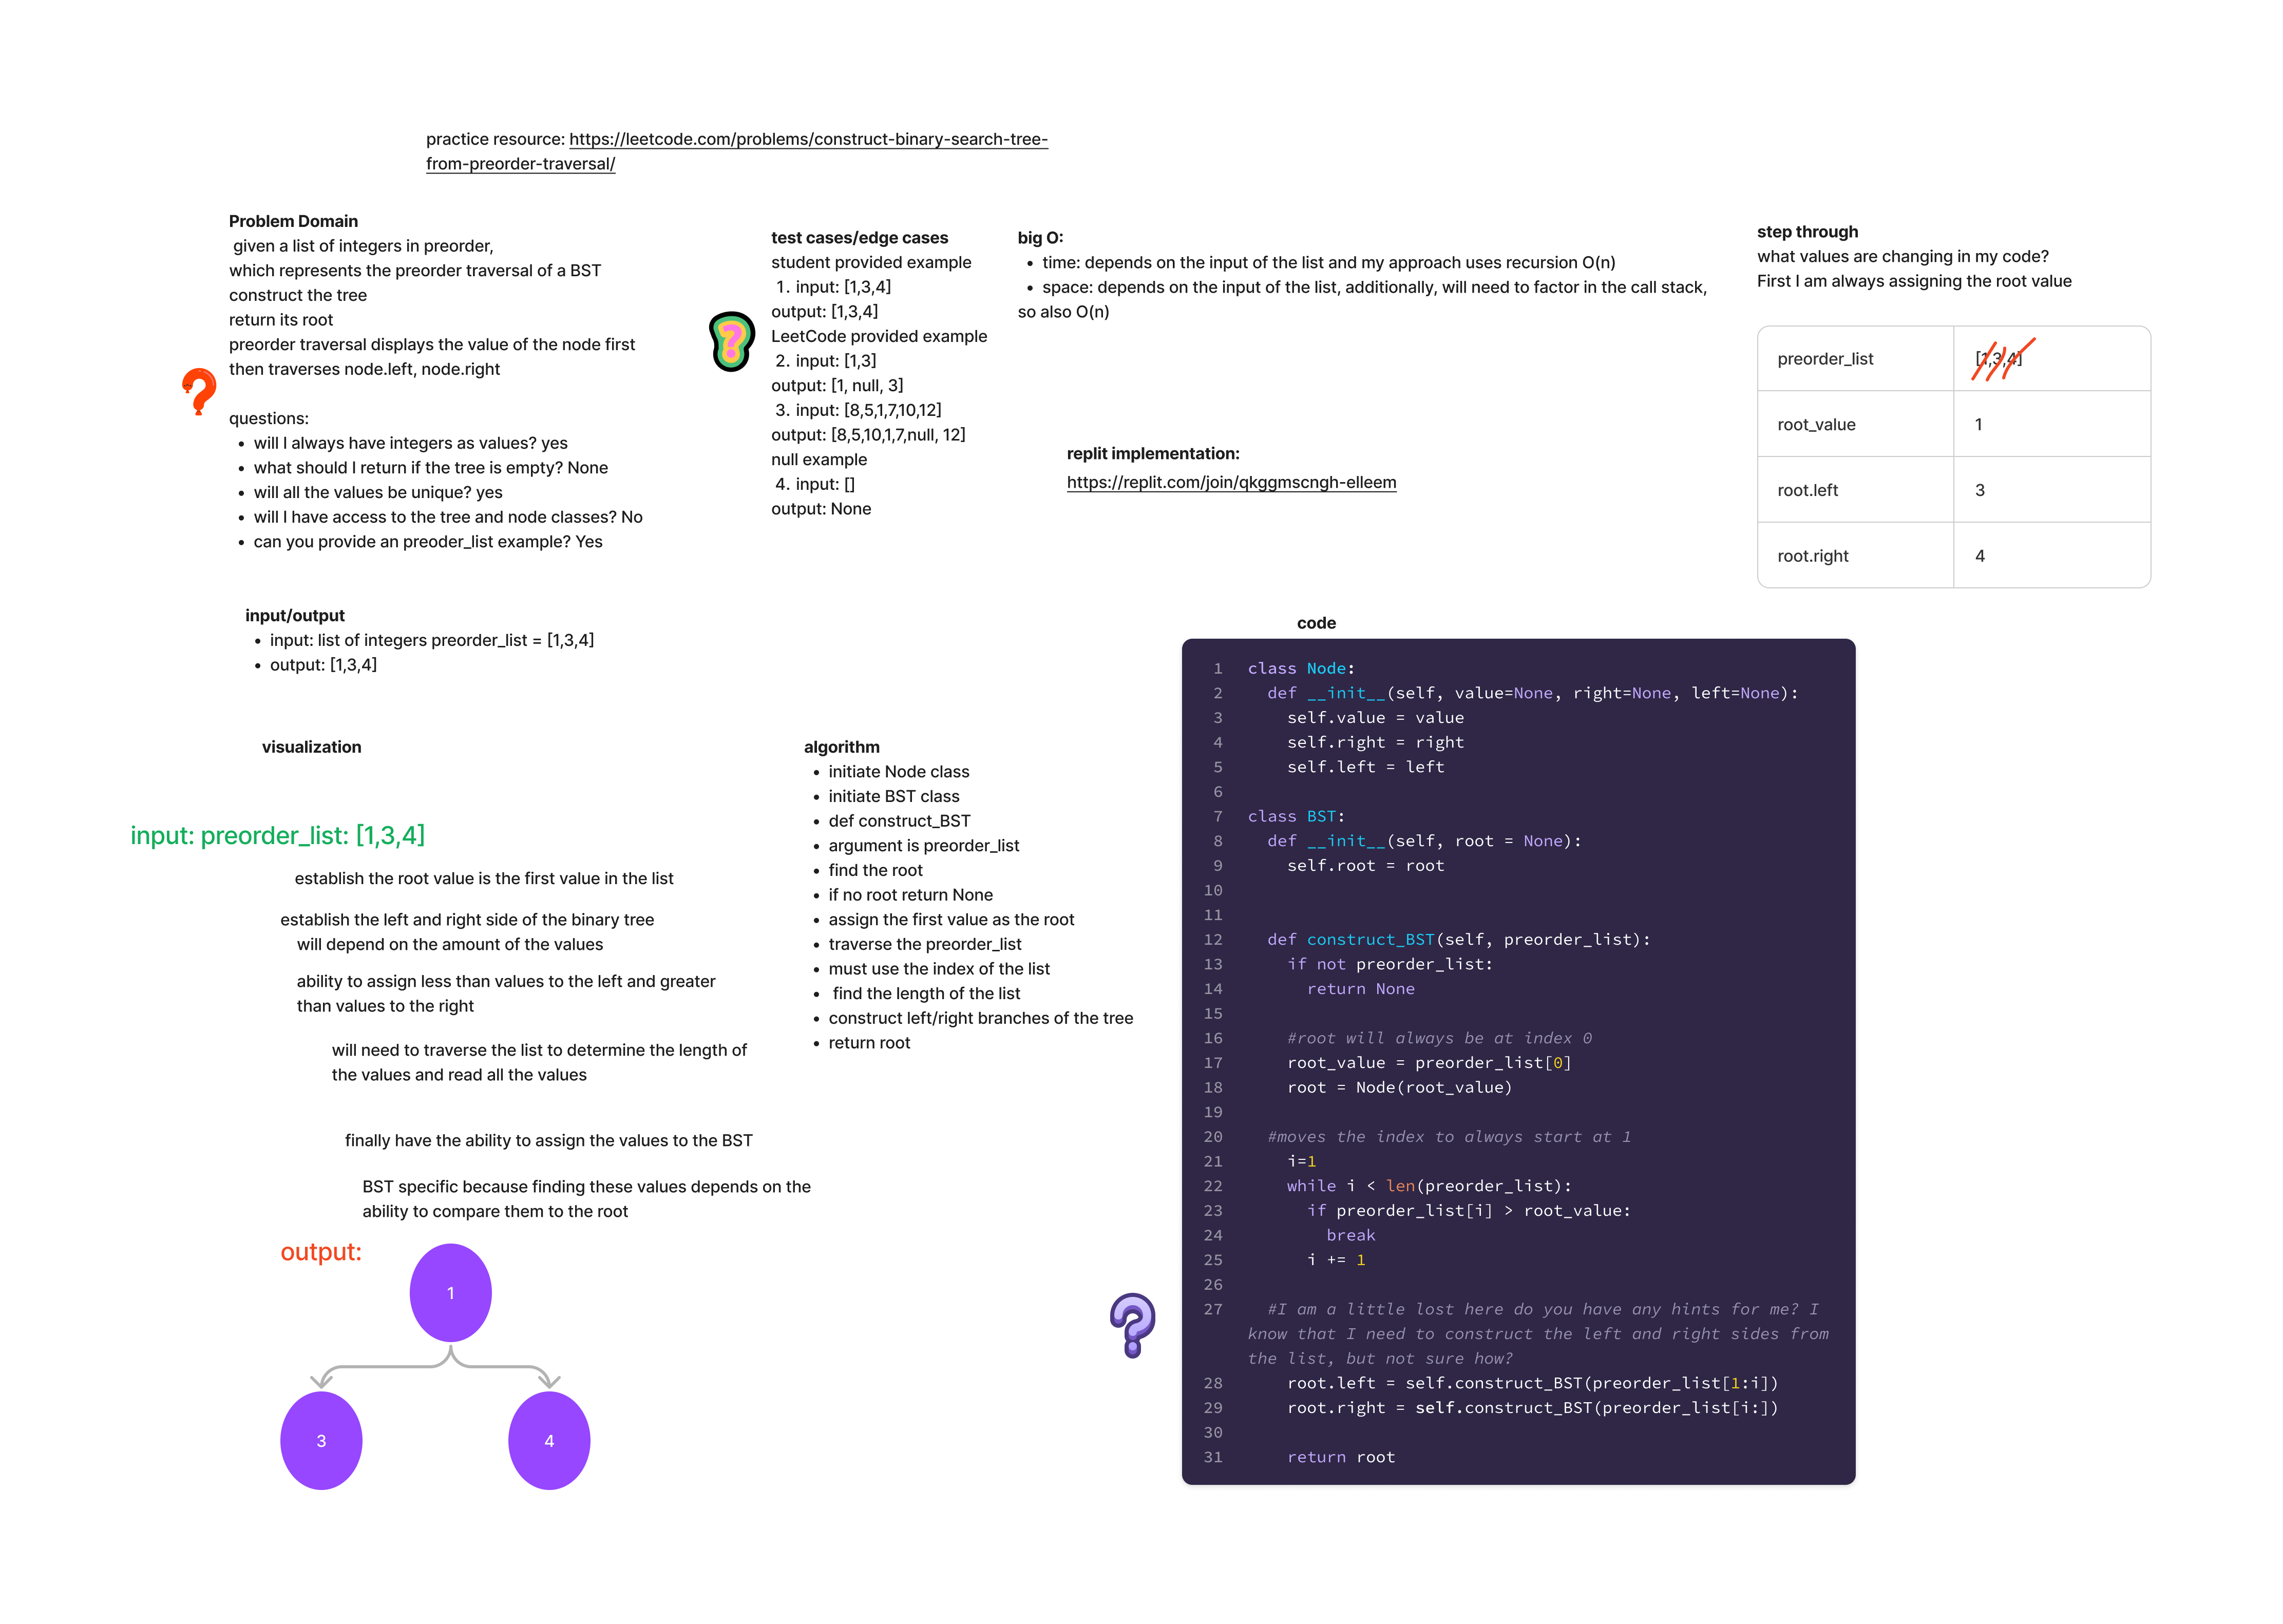 practice resource: https://leetcode.com/problems/construct-binary-search-tree-
from-preorder-traversal/
Problem Domain
given a list of integers in preorder,
which represents the preorder traversal of a BST
construct the tree
return its root
preorder traversal displays the value of the node first
then traverses node.left, node.right
questions:
• will I always have integers as values? yes
• what should I return if the tree is empty? None
• will all the values be unique? yes
• will I have access to the tree and node classes? No
• can you provide an preoder_list example? Yes
test cases/edge cases
student provided example
1. input: [1,3,4]
output: [1,3,4]
LeetCode provided example
2. input: [1,3]
output: [1, null, 3]
3. input: [8,5,1,7,10,12]
output: [8,5,10,1,7,null, 12]
null example
4. input: []
output: None
big O:
• time: depends on the input of the list and my approach uses recursion O(n)
• space: depends on the input of the list, additionally, will need to factor in the call stack,
so also O(n)
replit implementation:
https://replit.com/join/qkggmscngh-elleem
step through
what values are changing in my code?
First I am always assigning the root value
preorder_list [1,3,4]
root_value 1
root.left 3
root.right 4
input/output
• input: list of integers preorder_list = [1,3,4]
• output: [1,3,4]
visualization
input: preorder_list: [1,3,4]
establish the root value is the first value in the list
establish the left and right side of the binary tree
will depend on the amount of the values
ability to assign less than values to the left and greater
than values to the right
will need to traverse the list to determine the length of
the values and read all the values
finally have the ability to assign the values to the BST
BST specific because finding these values depends on the
ability to compare them to the root
output:
1
3
4
algorithm
• initiate Node class
• initiate BST class
• def construct_BST
• argument is preorder_list
• find the root
• if no root return None
• assign the first value as the root
• traverse the preorder_list
• must use the index of the list
• find the length of the list
• construct left/right branches of the tree
• return root
code
1 class Node:
2 def __init__(self, value=None, right=None, left=None):
3 self.value = value
4 self.right = right
5 self.left = left
6
7 class BST:
8 def __init__(self, root = None):
9 self.root = root
10
11
12 def construct_BST(self, preorder_list):
13 if not preorder_list:
14 return None
15
16 #root will always be at index 0
17 root_value = preorder_list[0]
18 root = Node(root_value)
19
20 #moves the index to always start at 1
21 i=1
22 while i < len(preorder_list):
23 if preorder_list[i] > root_value:
24 break
25 i += 1
26
27 #I am a little lost here do you have any hints for me? I
know that I need to construct the left and right sides from
the list, but not sure how?
28 root.left = self.construct_BST(preorder_list[1:i])
29 root.right = self.construct_BST(preorder_list[i:])
30
31 return root